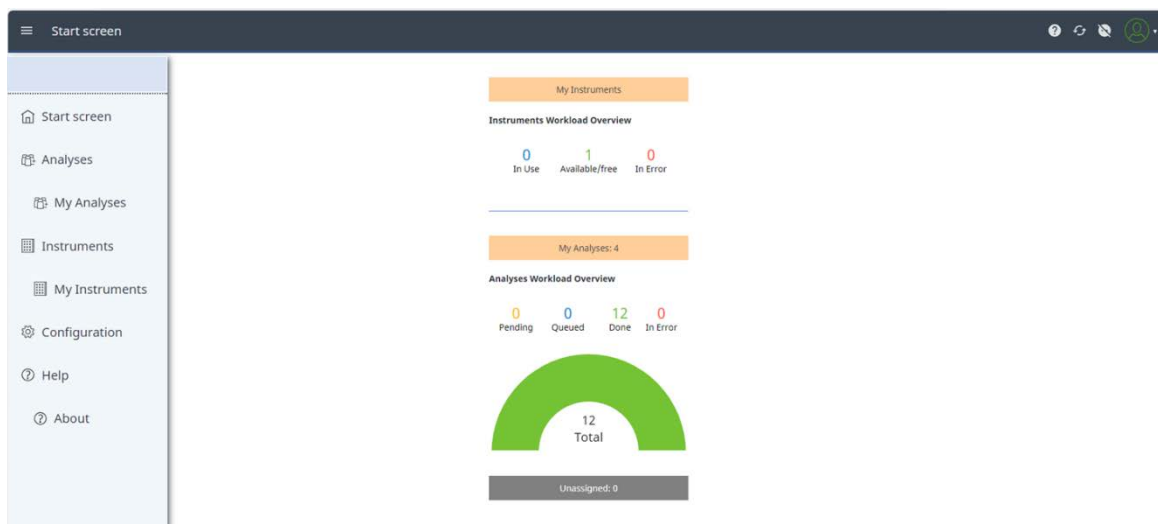 Start screen
Start screen
Analyses
My Analyses
Instruments
My Instruments
Configuration
Help
About
My Instruments
Instruments Workload Overview
0 1 0
In Use Available/free In Error
My Analyses: 4
Analyses Workload Overview
0 0 12 0
Pending Queued Done In Error
12
Total
Unassigned: 0